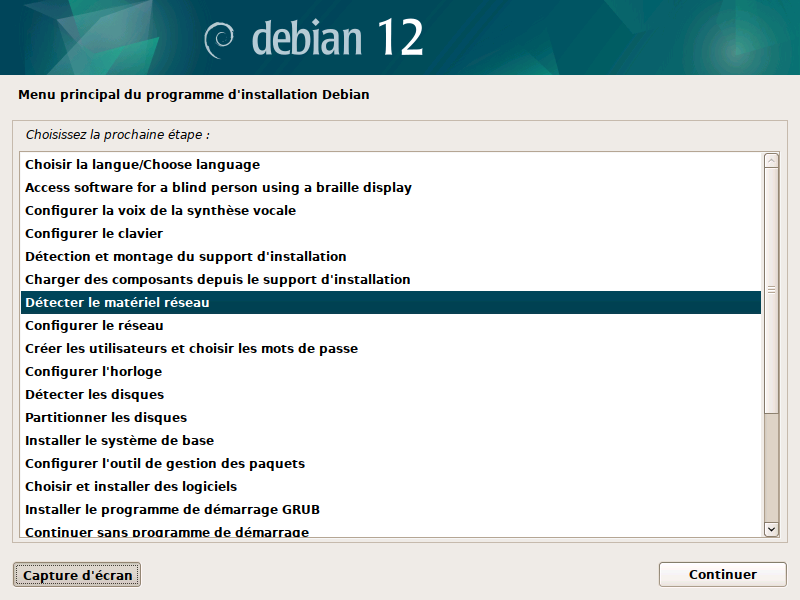 debian 12
Menu principal du programme d'installation Debian
Choisissez la prochaine étape :
Choisir la langue/Choose language
Access software for a blind person using a braille display
Configurer la voix de la synthèse vocale
Configurer le clavier
Détection et montage du support d'installation
Charger des composants depuis le support d'installation
Détecter le matériel réseau
Configurer le réseau
Créer les utilisateurs et choisir les mots de passe
Configurer l'horloge
Détecter les disques
Partitionner les disques
Installer le système de base
Configurer l'outil de gestion des paquets
Choisir et installer des logiciels
Installer le programme de démarrage GRUB
Continuer sans programme de démarrage
Capture d'écran
Continuer